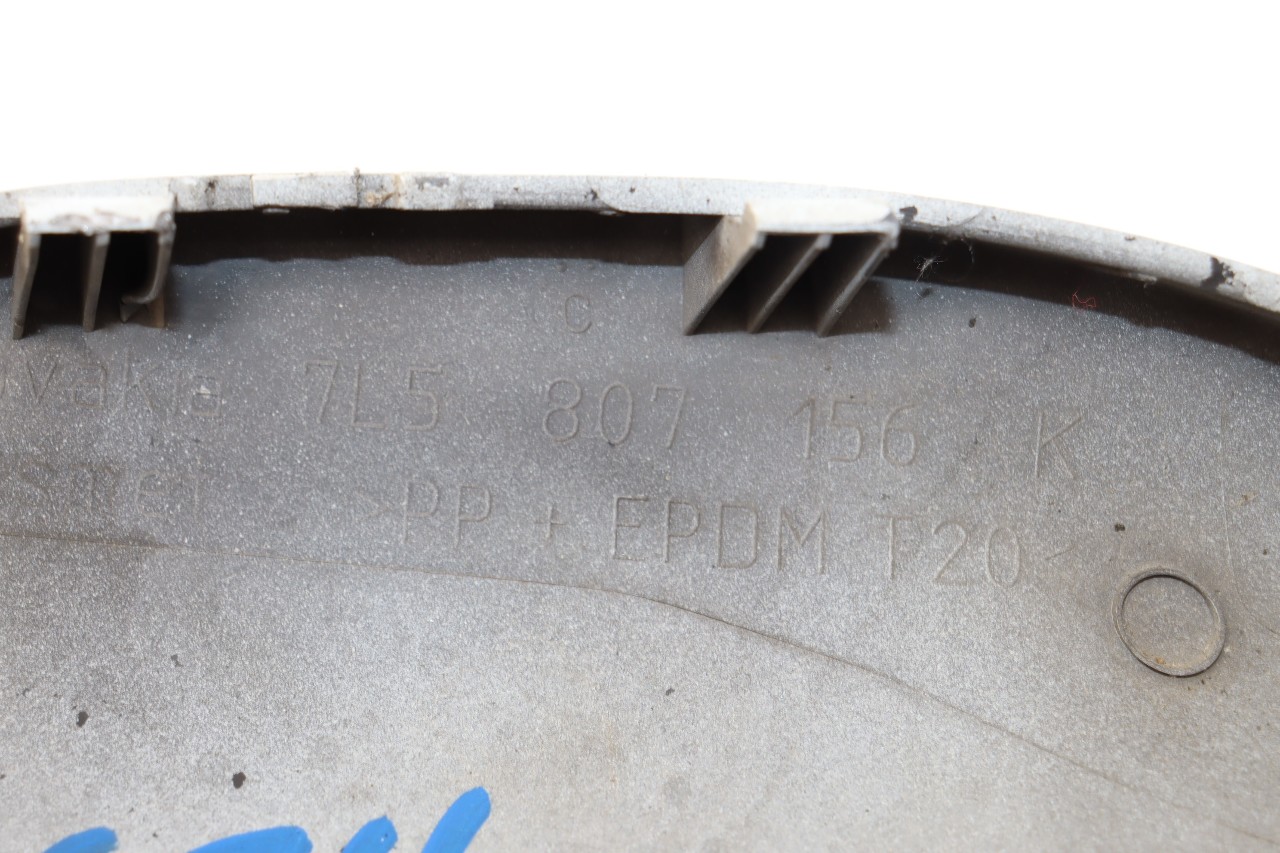 C
vakia 7L5 807 156 K
>PP + EPDM T20<